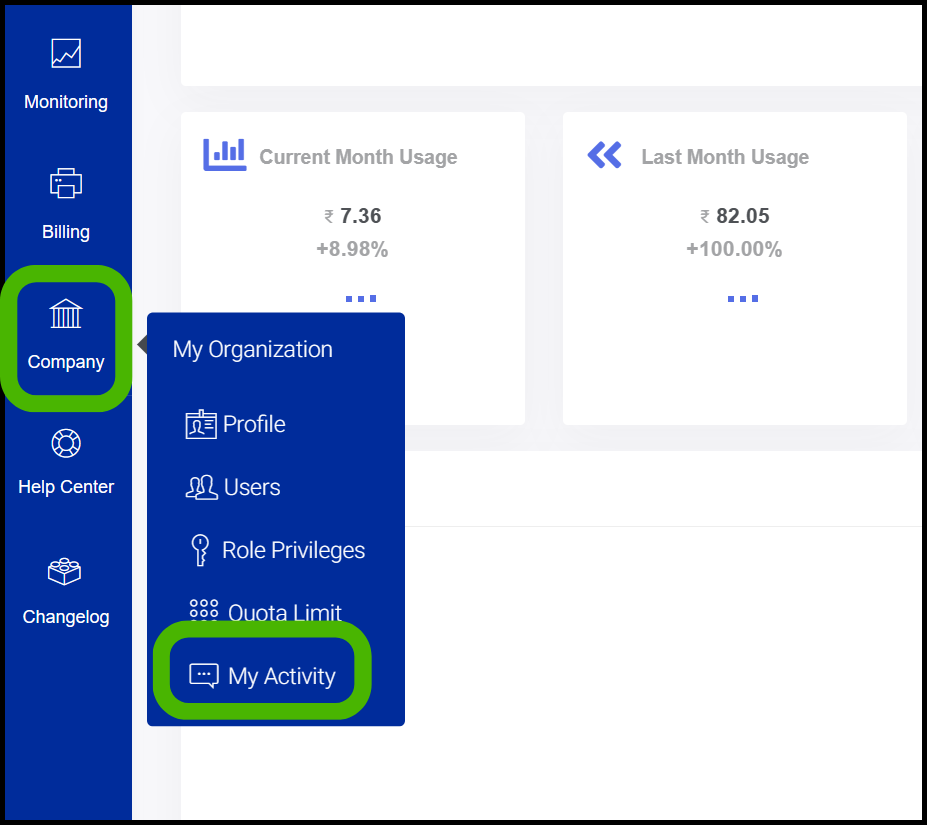 Monitoring
Billing
Company
Help Center
Changelog
Current Month Usage
₹ 7.36
+8.98%
Last Month Usage
₹ 82.05
+100.00%
My Organization
Profile
Users
Role Privileges
Quota Limit
My Activity